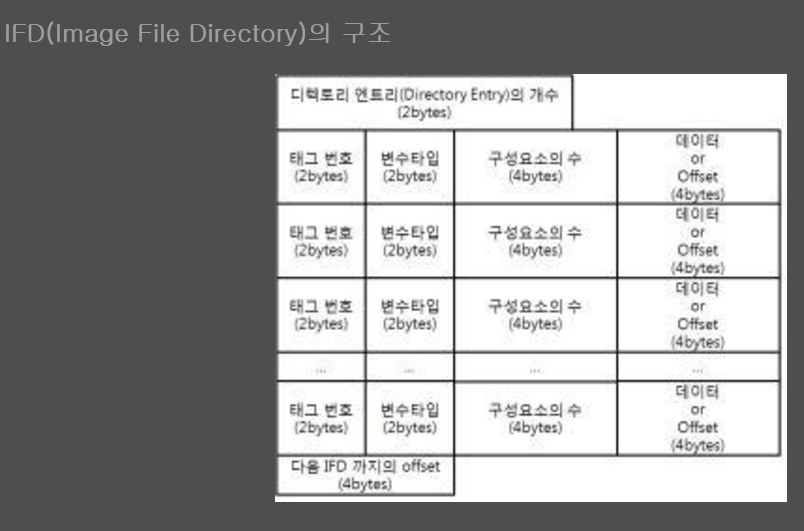 IFD(Image File Directory)의 구조
디렉토리 엔트리(Directory Entry)의 개수
(2bytes)
태그 번호
(2bytes)
변수타입
(2bytes)
구성요소의 수
(4bytes)
데이터
or
Offset
(4bytes)
태그 번호
(2bytes)
변수타입
(2bytes)
구성요소의 수
(4bytes)
데이터
or
Offset
(4bytes)
태그 번호
(2bytes)
변수타입
(2bytes)
구성요소의 수
(4bytes)
데이터
or
Offset
(4bytes)
...
...
...
...
태그 번호
(2bytes)
변수타입
(2bytes)
구성요소의 수
(4bytes)
데이터
or
Offset
(4bytes)
다음 IFD 까지의 offset
(4bytes)